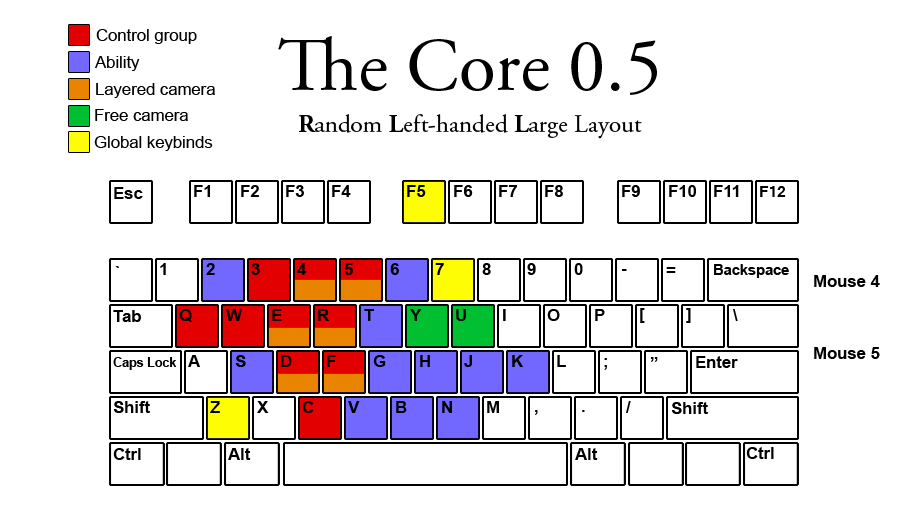 Control group
Ability
Layered camera
Free camera
Global keybinds
The Core 0.5
Random Left-handed Large Layout
Esc F1 F2 F3 F4 F5 F6 F7 F8 F9 F10 F11 F12
` 1 2 3 4 5 6 7 8 9 0 - = Backspace
Mouse 4
Tab Q W E R T Y U I O P [ ] \
Mouse 5
Caps Lock A S D F G H J K L ; ” Enter
Shift Z X C V B N M , . / Shift
Ctrl Alt Alt Ctrl